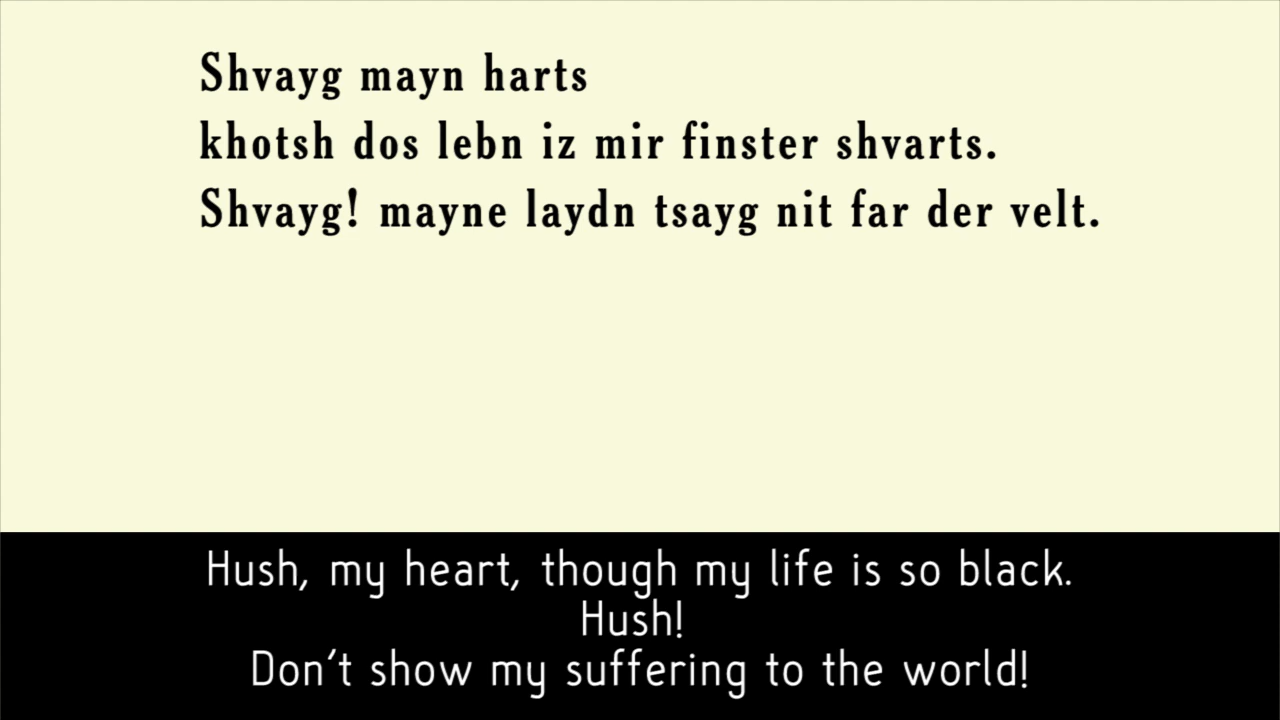 Shvayg mayn harts
khotsh dos lebn iz mir finster shvarts.
Shvayg! mayne laydn tsayg nit far der velt.
Hush, my heart, though my life is so black.
Hush!
Don't show my suffering to the world!